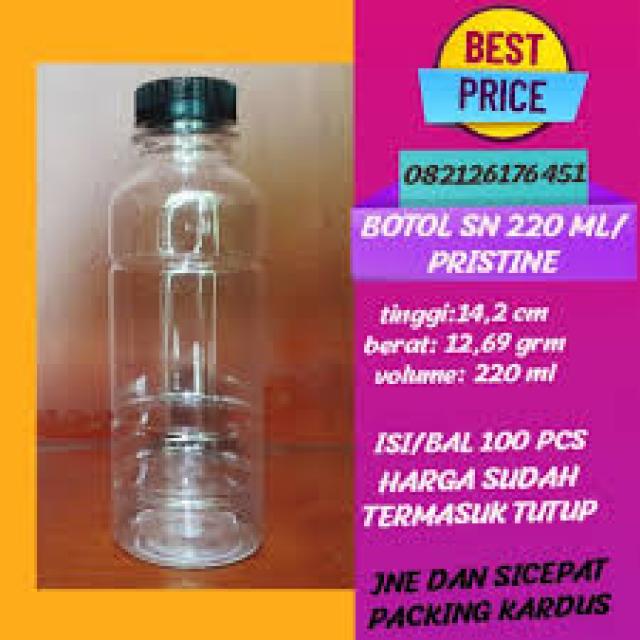 BEST
PRICE
082126176451
BOTOL SN 220 ML/
PRISTINE
tinggi:14,2 cm
berat: 12,69 grm
volume: 220 ml
ISI/BAL 100 PCS
HARGA SUDAH
TERMASUK TUTUP
JNE DAN SICEPAT
PACKING KARDUS